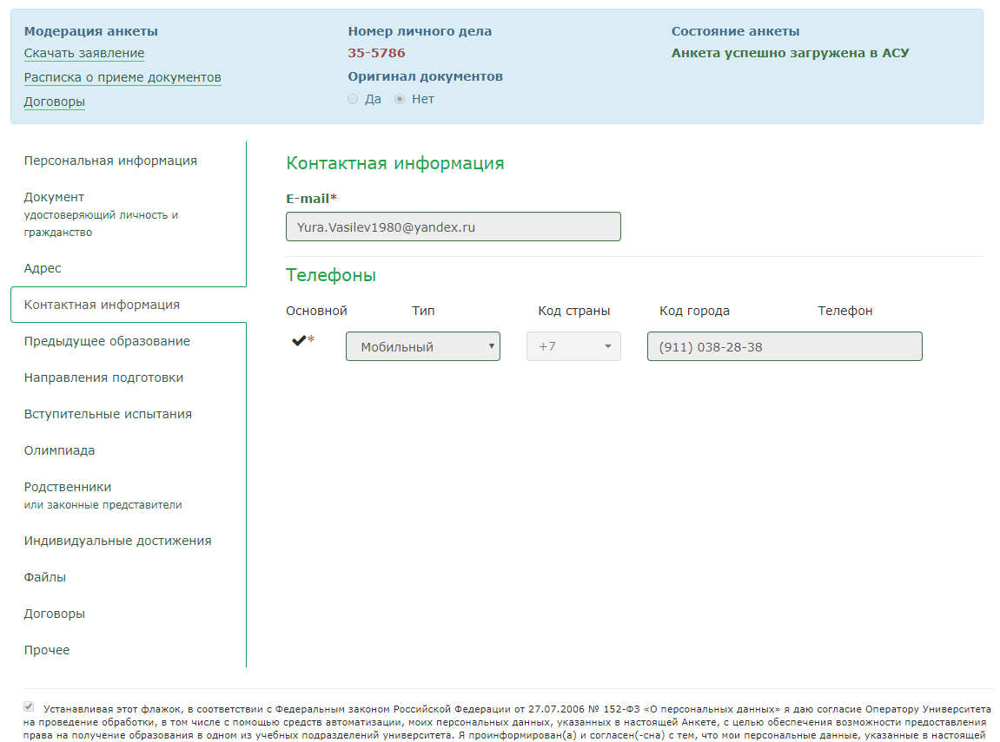 Модерация анкеты
Скачать заявление
Расписка о приеме документов
Договоры
Номер личного дела
35-5786
Оригинал документов
Да Нет
Состояние анкеты
Анкета успешно загружена в АСУ
Персональная информация
Документ
удостоверяющий личность и
гражданство
Адрес
Контактная информация
Предыдущее образование
Направления подготовки
Вступительные испытания
Олимпиада
Родственники
или законные представители
Индивидуальные достижения
Файлы
Договоры
Прочее
Контактная информация
E-mail*
Yura.Vasilev1980@yandex.ru
Телефоны
Основной Тип Код страны Код города Телефон
* Мобильный +7 (911) 038-28-38
Устанавливая этот флажок, в соответствии с Федеральным законом Российской Федерации от 27.07.2006 № 152-ФЗ «О персональных данных» я даю согласие Оператору Университета
на проведение обработки, в том числе с помощью средств автоматизации, моих персональных данных, указанных в настоящей Анкете, с целью обеспечения возможности предоставления
права на получение образования в одном из учебных подразделений университета. Я проинформирован(а) и согласен(-сна) с тем, что мои персональные данные, указанные в настоящей